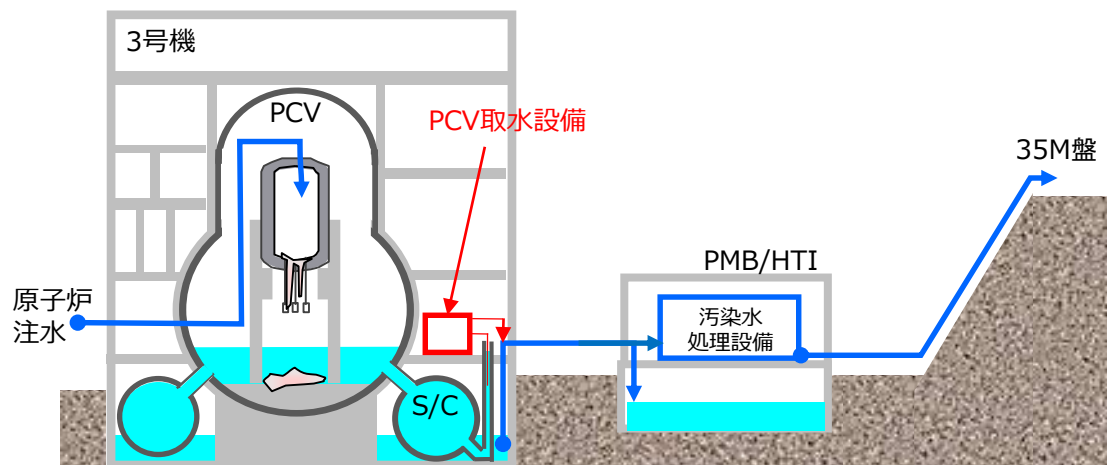 3号機
PCV
PCV取水設備
35M盤
PMB/HTI
原子炉
注水
汚染水
処理設備
S/C